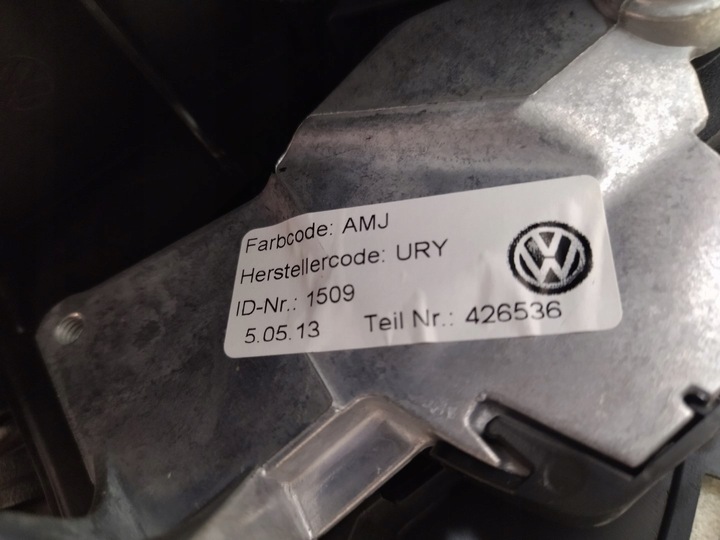 Farbcode: AMJ
Herstellercode: URY
ID-Nr.: 1509
5.05.13 Teil Nr.: 426536